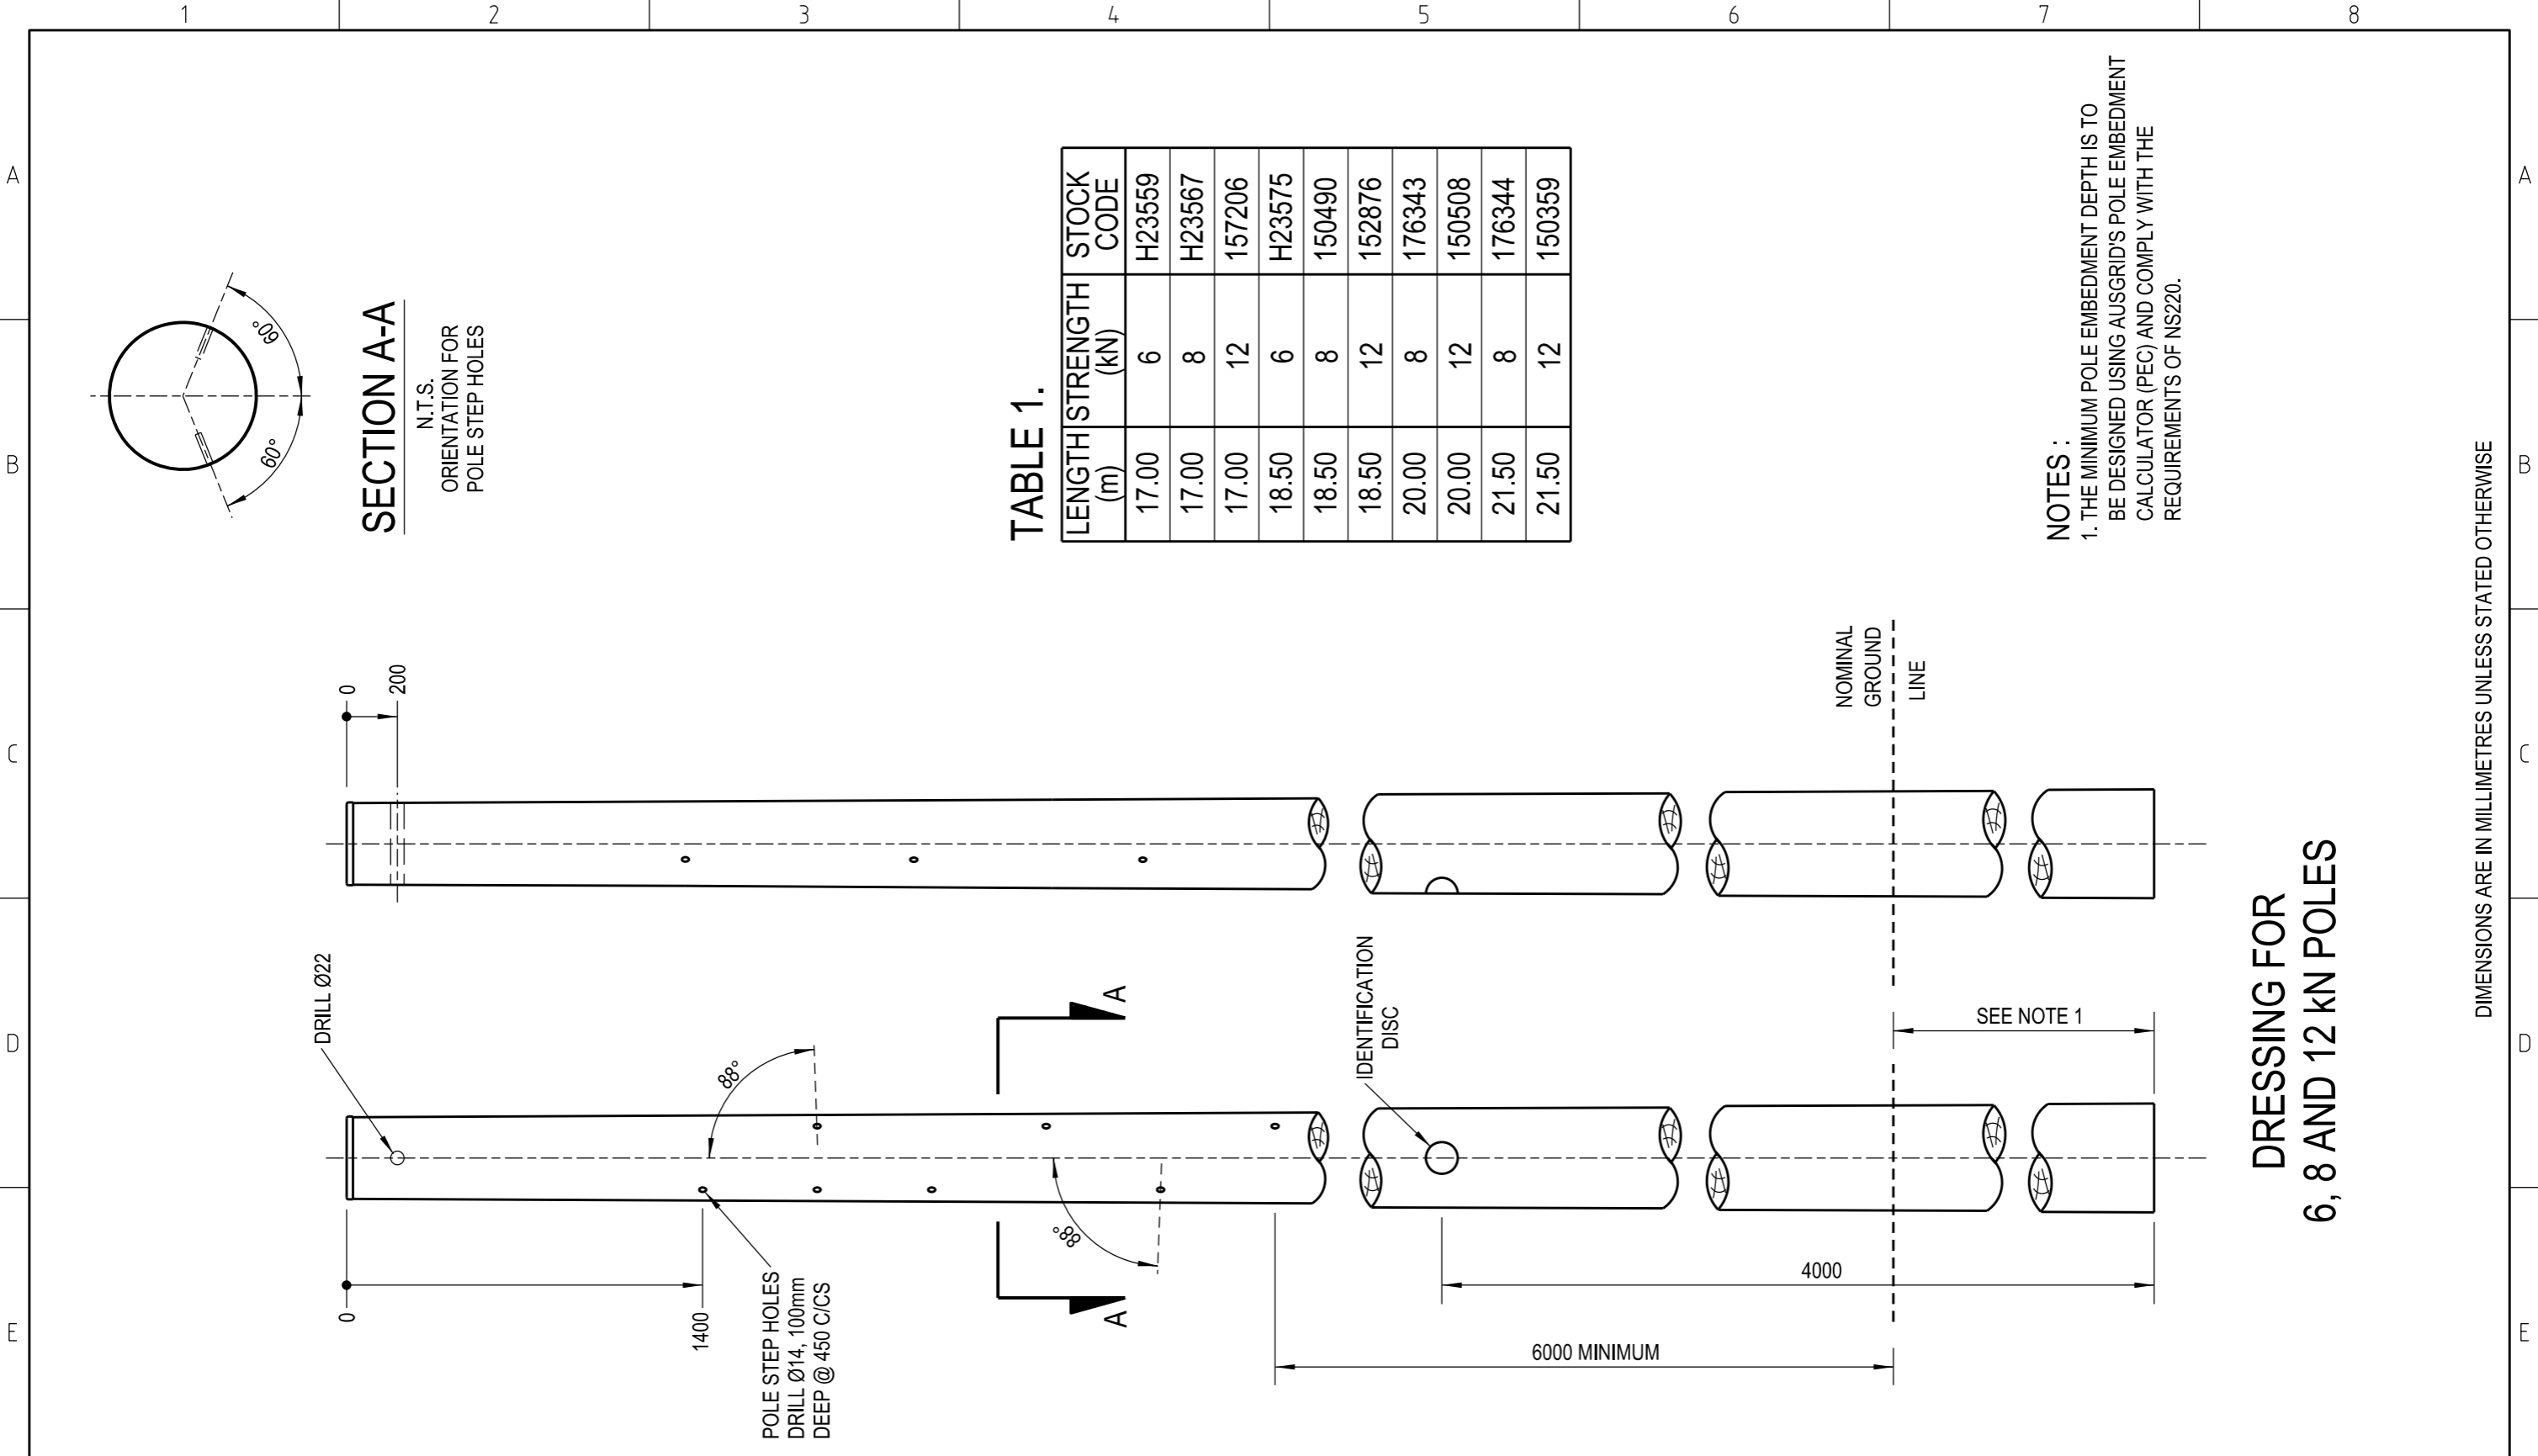 1 2 3 4 5 6 7 8
A
B
C
D
E
A
B
C
D
E
60°
60°
SECTION A-A
N.T.S.
ORIENTATION FOR
POLE STEP HOLES
TABLE 1.
LENGTH (m) STRENGTH (kN) STOCK CODE
17.00 6 H23559
17.00 8 H23567
17.00 12 157206
18.50 6 H23575
18.50 8 150490
18.50 12 152876
20.00 8 176343
20.00 12 150508
21.50 8 176344
21.50 12 150359
NOTES :
1. THE MINIMUM POLE EMBEDMENT DEPTH IS TO
BE DESIGNED USING AUSGRID'S POLE EMBEDMENT
CALCULATOR (PEC) AND COMPLY WITH THE
REQUIREMENTS OF NS220.
0
200
NOMINAL
GROUND
LINE
DRILL Ø22
88°
88°
A
A
IDENTIFICATION
DISC
SEE NOTE 1
0
1400
POLE STEP HOLES
DRILL Ø14, 100mm
DEEP @ 450 C/CS
4000
6000 MINIMUM
DRESSING FOR
6, 8 AND 12 kN POLES
DIMENSIONS ARE IN MILLIMETRES UNLESS STATED OTHERWISE